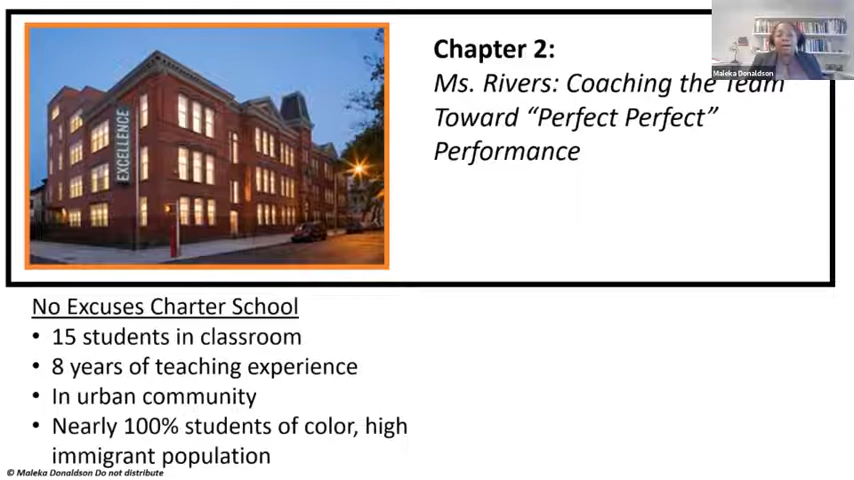 Chapter 2:
Ms. Rivers: Coaching the Team
Toward “Perfect Perfect”
Performance
Maleka Donaldson
EXCELLENCE
No Excuses Charter School
• 15 students in classroom
• 8 years of teaching experience
• In urban community
• Nearly 100% students of color, high
immigrant population
© Maleka Donaldson Do not distribute